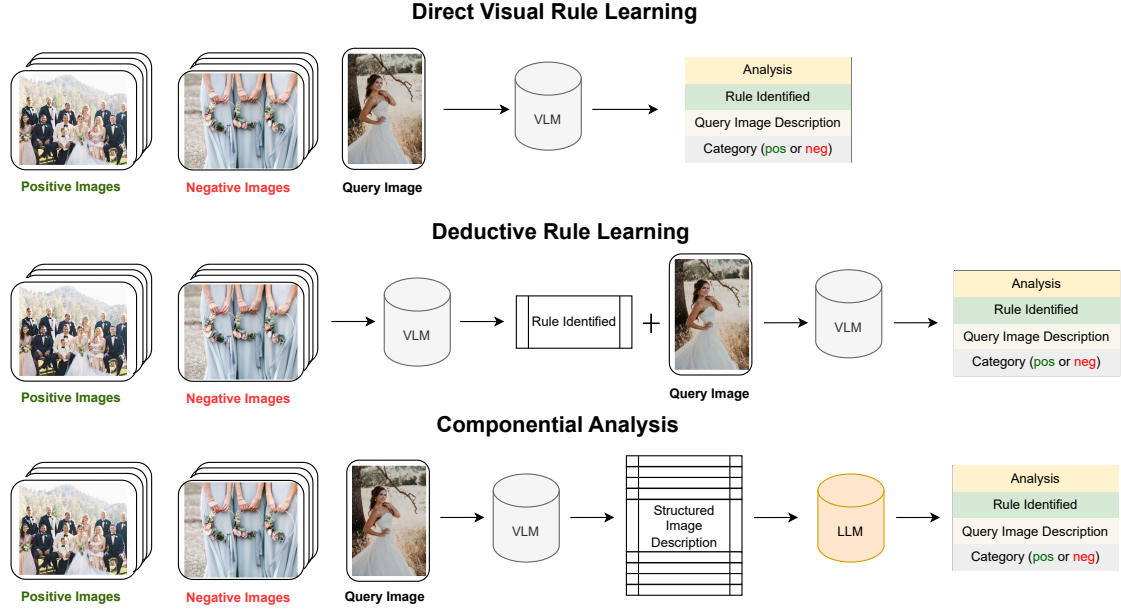 Direct Visual Rule Learning
VLM
Analysis
Rule Identified
Query Image Description
Category (pos or neg)
Positive Images
Negative Images
Query Image
Deductive Rule Learning
VLM
Rule Identified
+
VLM
Analysis
Rule Identified
Query Image Description
Category (pos or neg)
Positive Images
Negative Images
Query Image
Componential Analysis
VLM
Structured
Image
Description
LLM
Analysis
Rule Identified
Query Image Description
Category (pos or neg)
Positive Images
Negative Images
Query Image